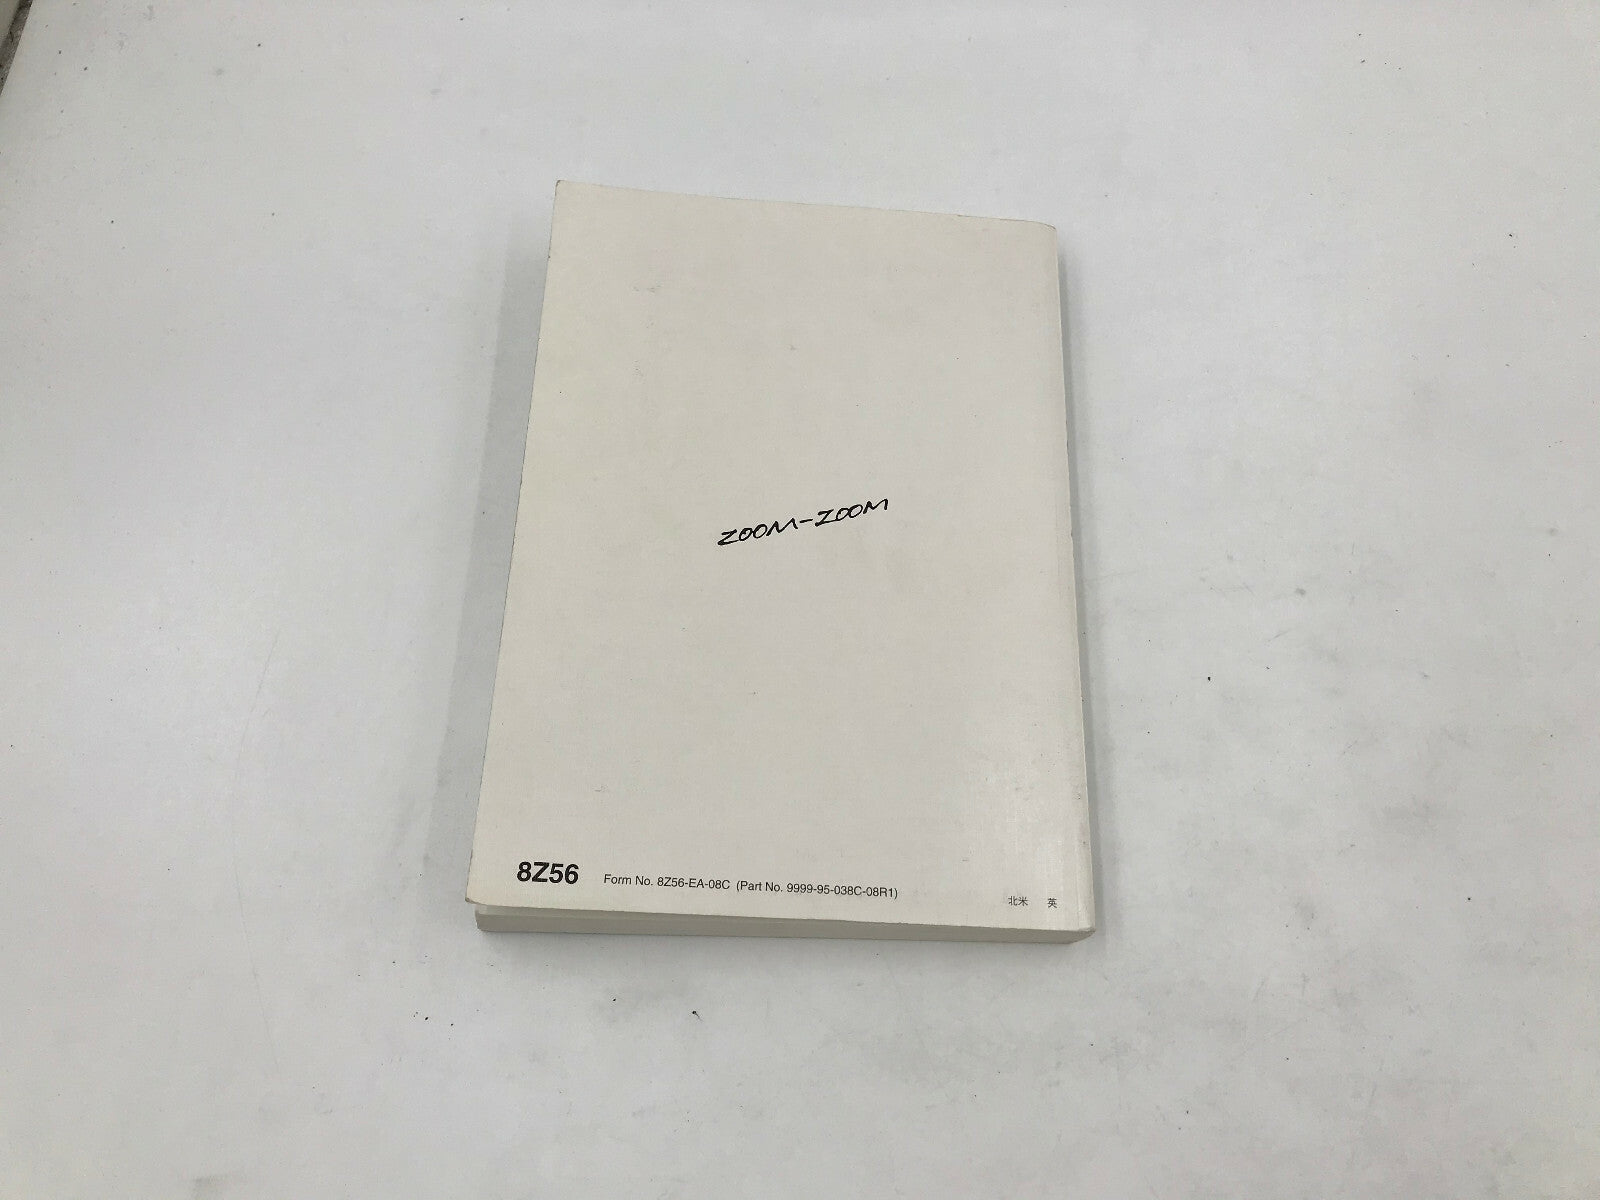 ZOOM-ZOOM
8Z56 Form No. 8Z56-EA-08C (Part No. 9999-95-038C-08R1)
北米 英